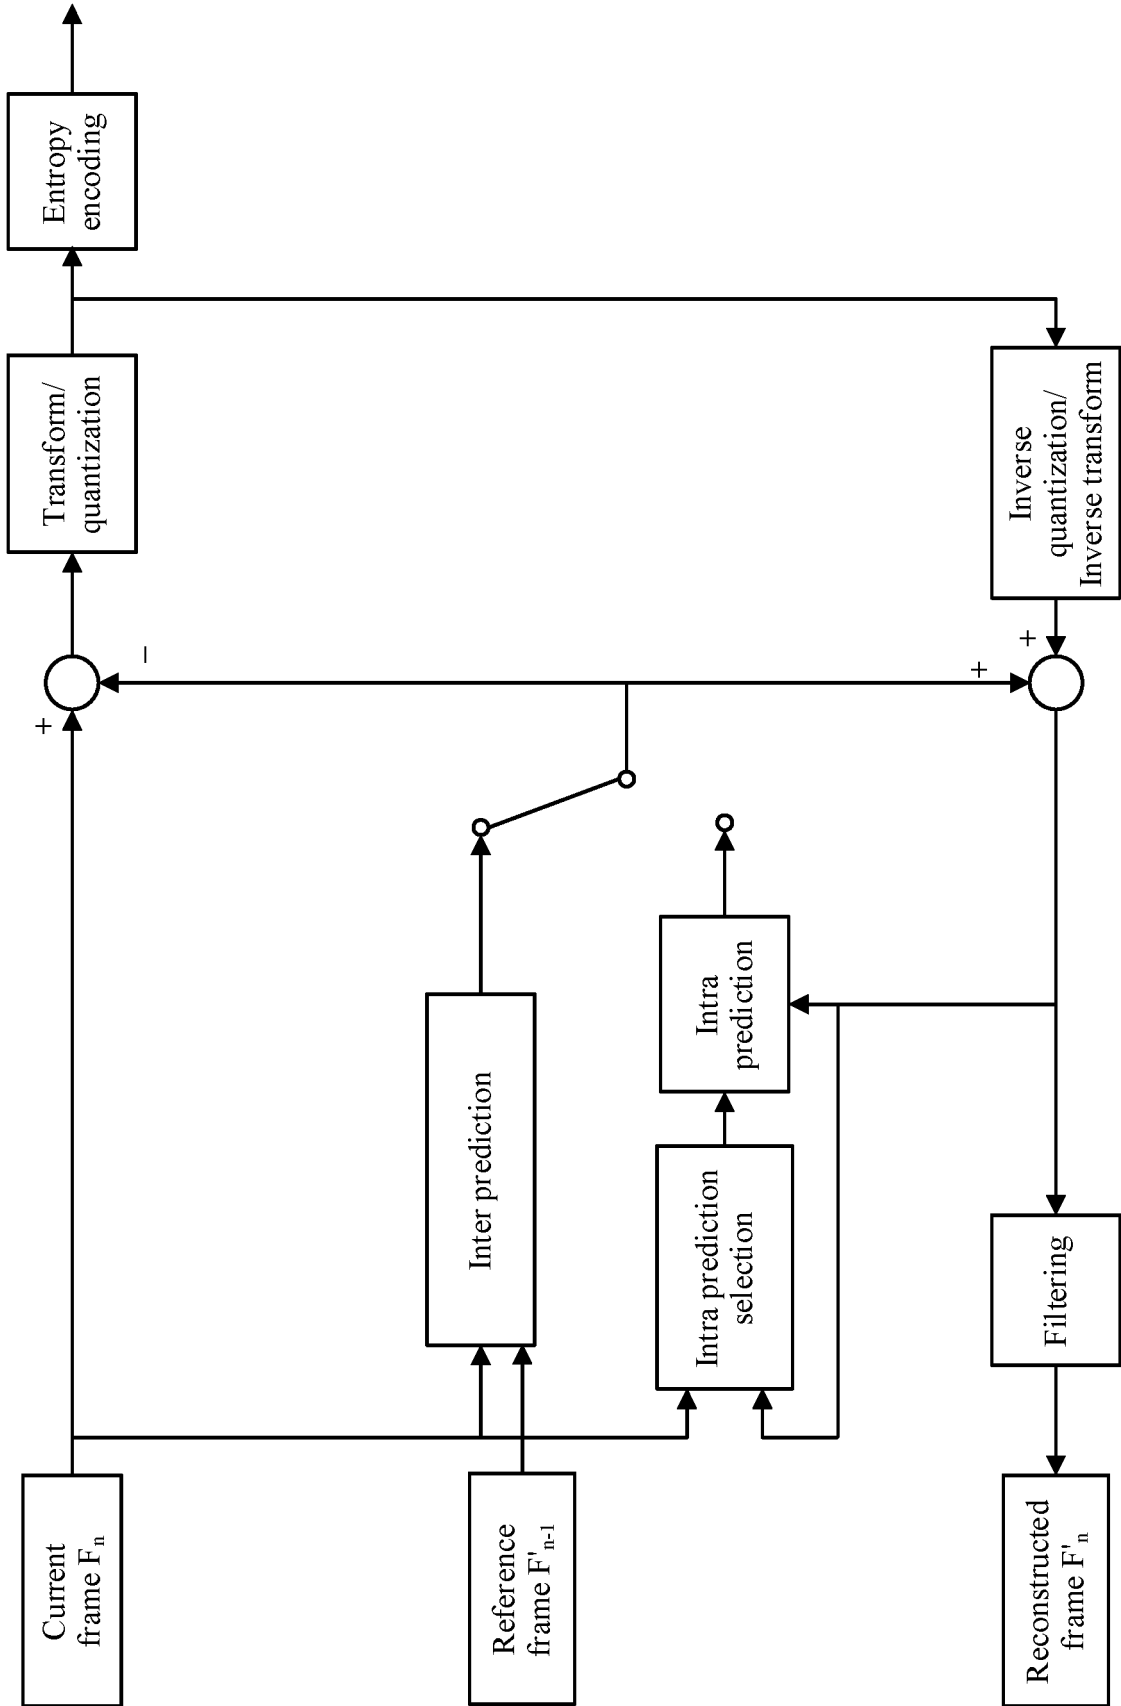 Current
frame Fn
Reference
frame F'n-1
Reconstructed
frame F'n
Inter prediction
Intra prediction
selection
Intra
prediction
Filtering
+
−
+
+
Transform/
quantization
Inverse
quantization/
Inverse transform
Entropy
encoding